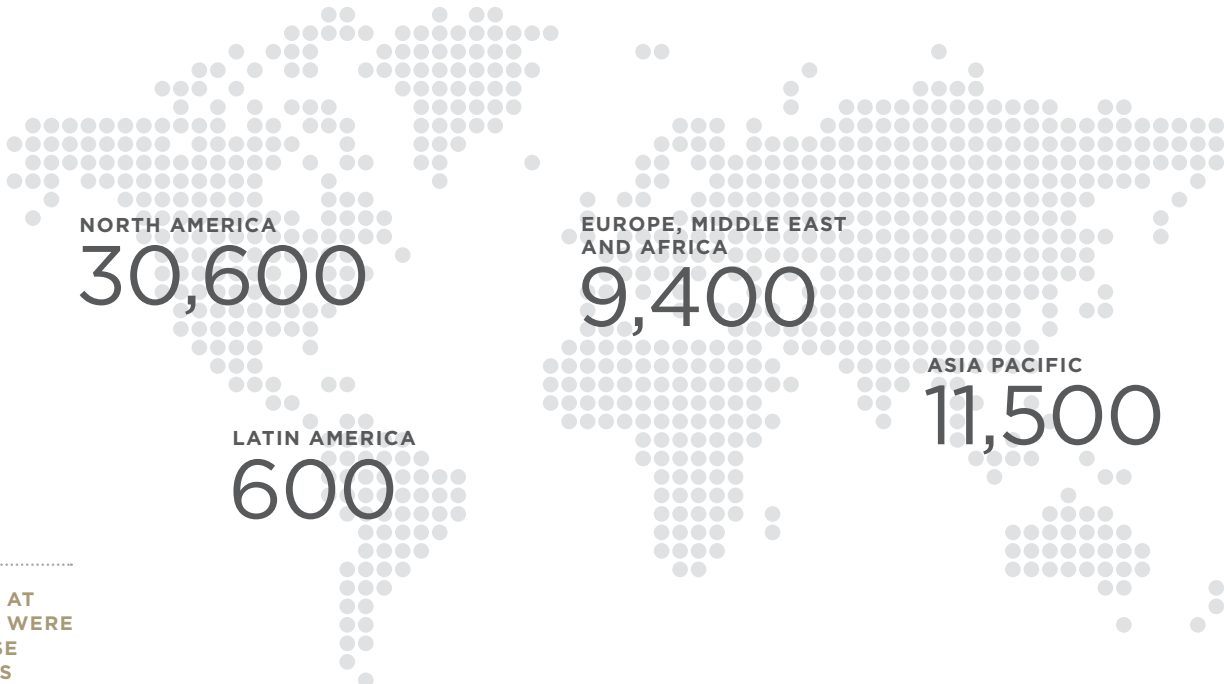 NORTH AMERICA
30,600
EUROPE, MIDDLE EAST
AND AFRICA
9,400
ASIA PACIFIC
11,500
LATIN AMERICA
600
AT
WERE